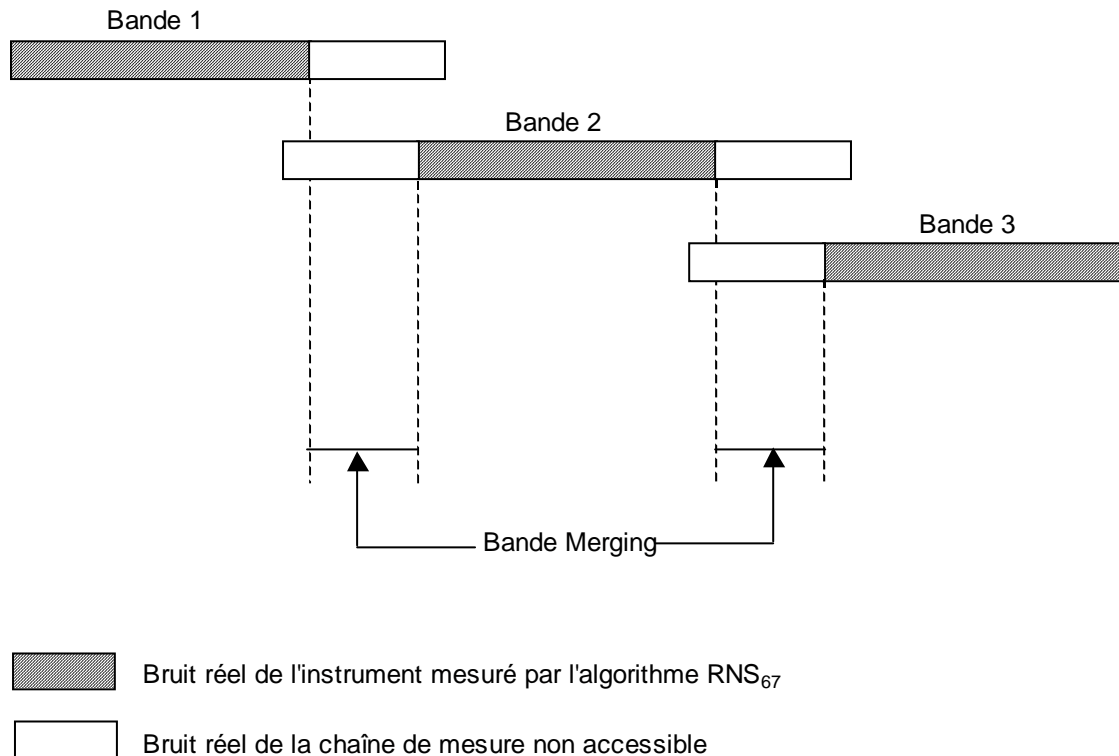 Bande 1
Bande 2
Bande 3
Bande Merging
Bruit réel de l'instrument mesuré par l'algorithme RNS67
Bruit réel de la chaîne de mesure non accessible